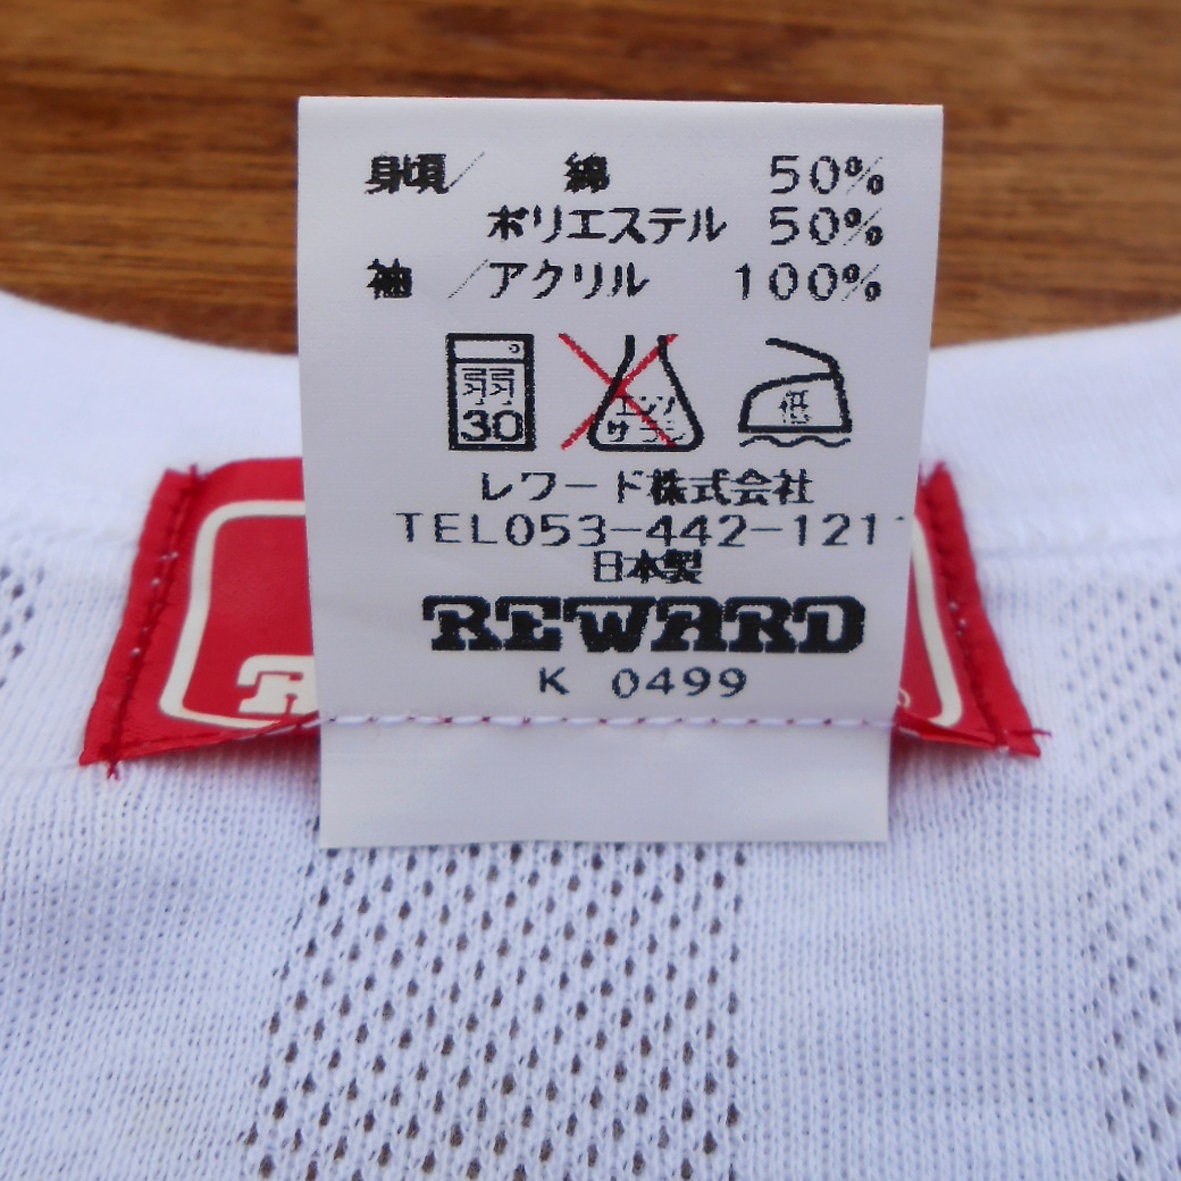 身頃／ 綿 50%
ポリエステル 50%
袖 ／アクリル 100%
弱
30
エンソ
サラシ
低
レワード株式会社
TEL053-442-121
日本製
REWARD
K 0499